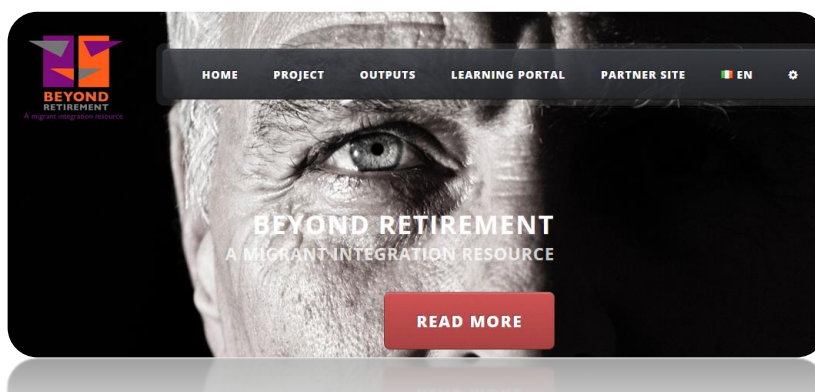 BEYOND
RETIREMENT
A migrant integration resource
HOME PROJECT OUTPUTS LEARNING PORTAL PARTNER SITE EN
BEYOND RETIREMENT
A MIGRANT INTEGRATION RESOURCE
READ MORE